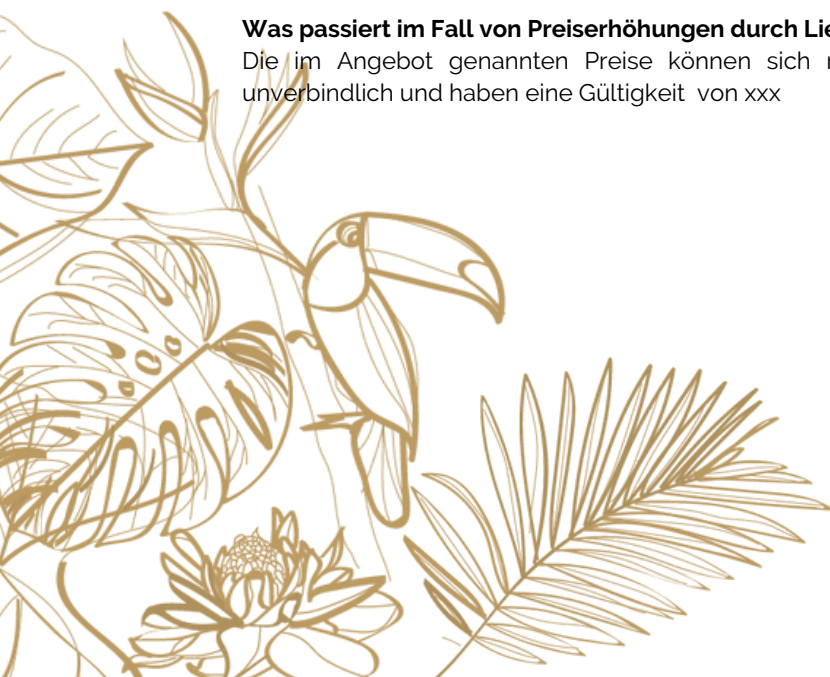 Was passiert im Fall von Preiserhöhungen durch
Die im Angebot genannten Preise können sich
unverbindlich und haben eine Gültigkeit von xxx